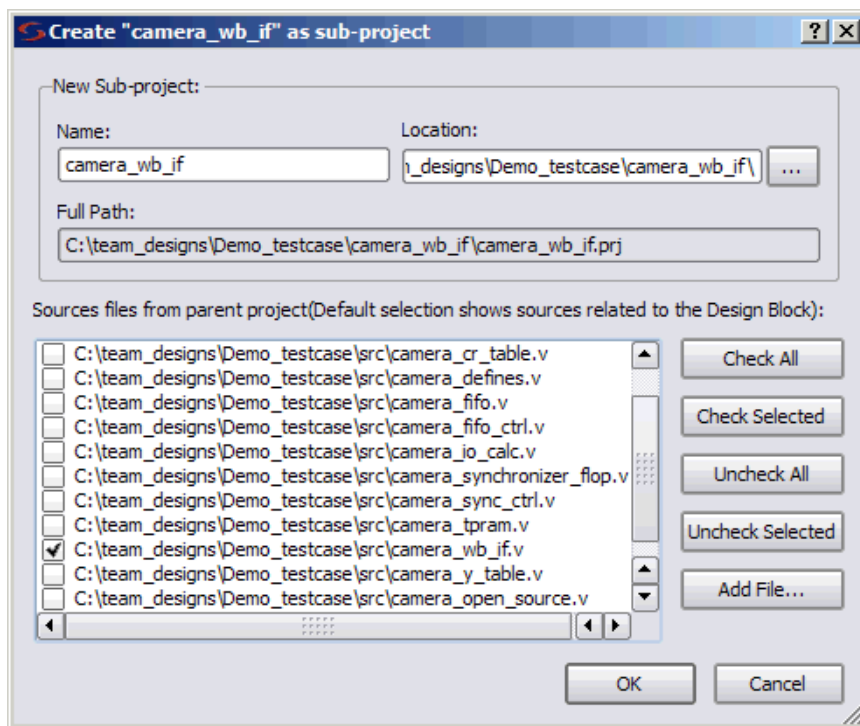 Create "camera_wb_if" as sub-project
New Sub-project:
Name:
Location:
camera_wb_if
_designs\Demo_testcase\camera_wb_if\
...
Full Path:
C:\team_designs\Demo_testcase\camera_wb_if\camera_wb_if.prj
Sources files from parent project(Default selection shows sources related to the Design Block):
C:\team_designs\Demo_testcase\src\camera_cr_table.v
C:\team_designs\Demo_testcase\src\camera_defines.v
C:\team_designs\Demo_testcase\src\camera_fifo.v
C:\team_designs\Demo_testcase\src\camera_fifo_ctrl.v
C:\team_designs\Demo_testcase\src\camera_io_calc.v
C:\team_designs\Demo_testcase\src\camera_synchronizer_flop.v
C:\team_designs\Demo_testcase\src\camera_sync_ctrl.v
C:\team_designs\Demo_testcase\src\camera_tpram.v
C:\team_designs\Demo_testcase\src\camera_wb_if.v
C:\team_designs\Demo_testcase\src\camera_y_table.v
C:\team_designs\Demo_testcase\src\camera_open_source.v
Check All
Check Selected
Uncheck All
Uncheck Selected
Add File...
OK
Cancel